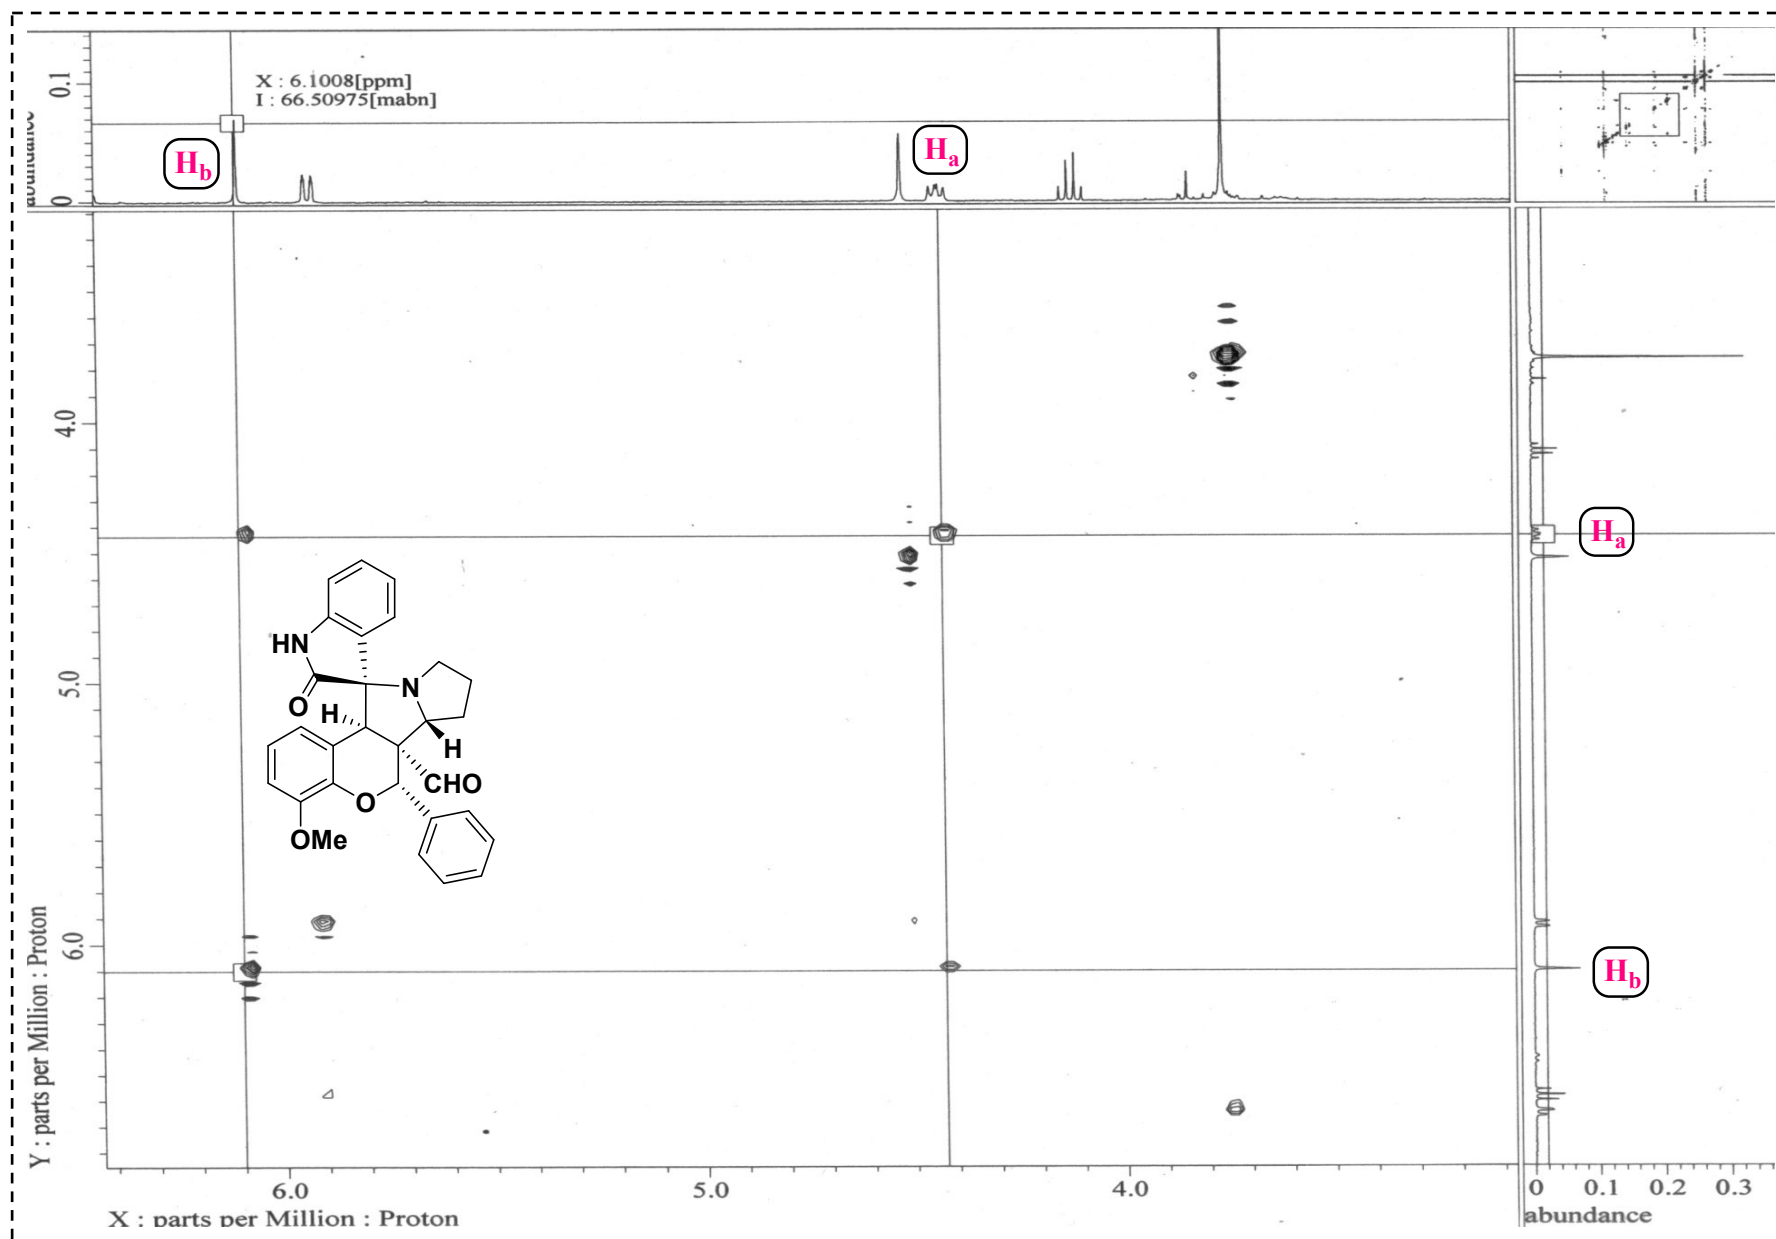 X : 6.1008[ppm]
I : 66.50975[mabn]
0.1
0
abundance
Hb
Ha
4.0
5.0
6.0
Y : parts per Million : Proton
Ha
Hb
HN
O
N
H
H
CHO
O
OMe
6.0
5.0
4.0
X : parts per Million : Proton
0
0.1
0.2
0.3
abundance